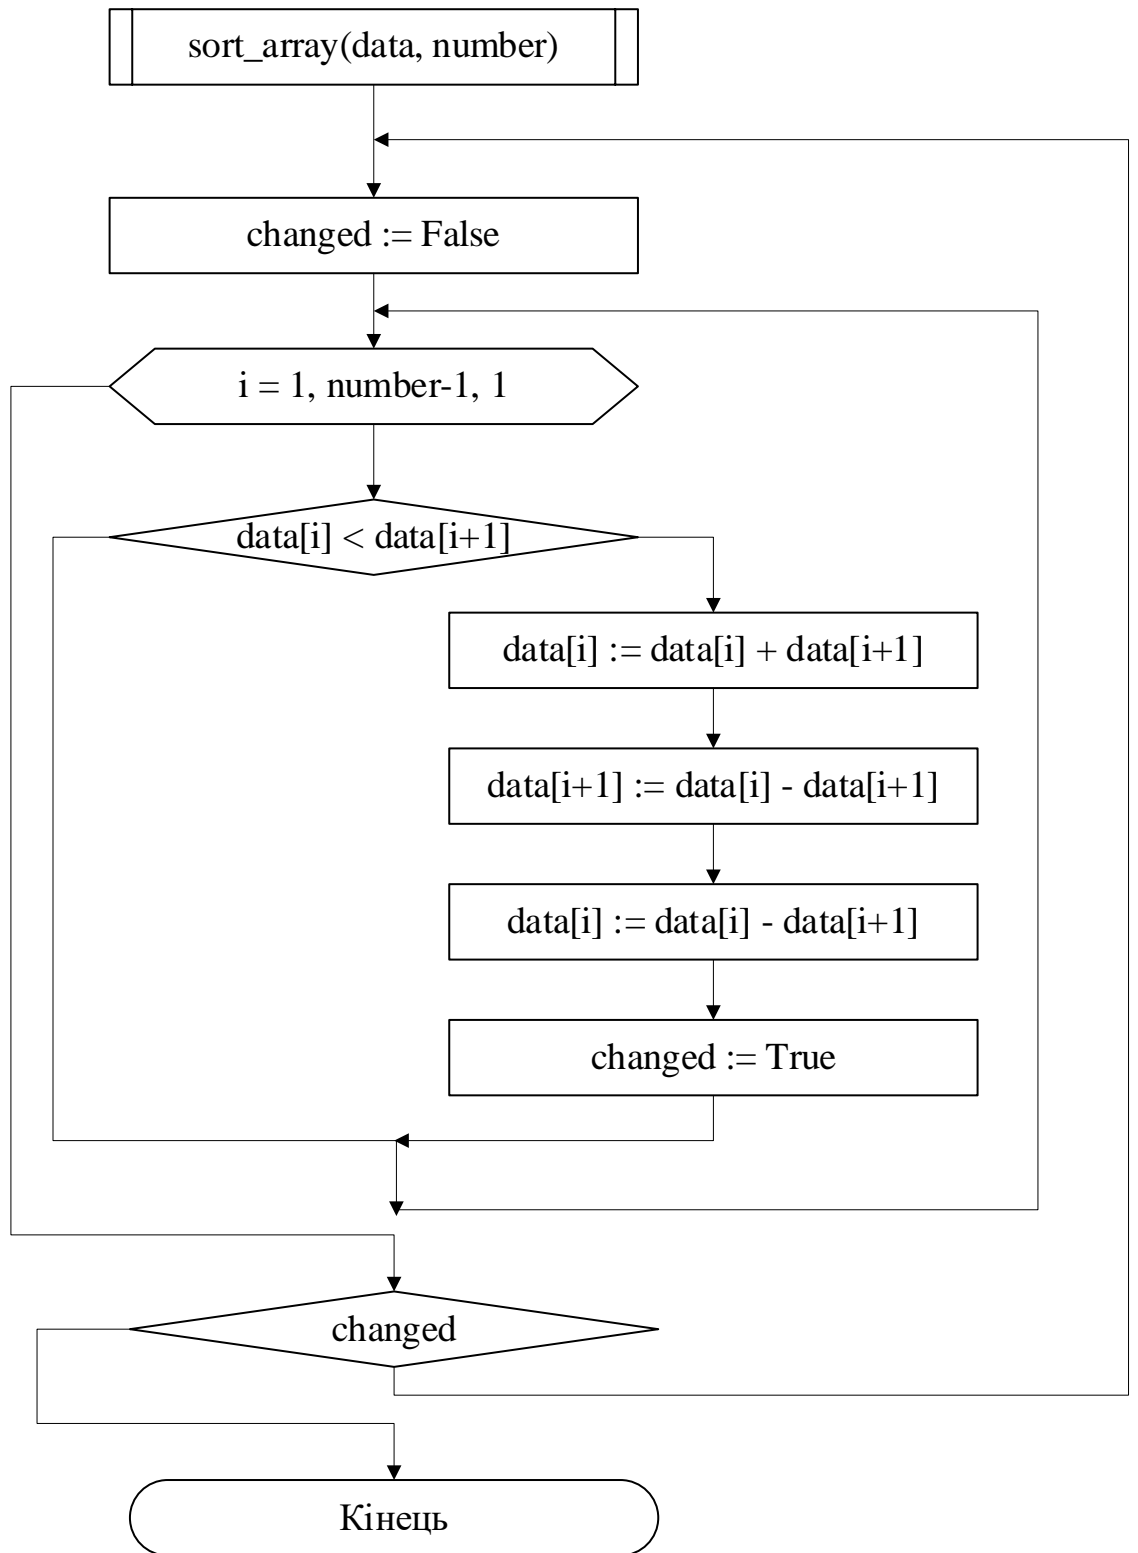 sort_array(data, number)
changed := False
i = 1, number-1, 1
data[i] < data[i+1]
data[i] := data[i] + data[i+1]
data[i+1] := data[i] - data[i+1]
data[i] := data[i] - data[i+1]
changed := True
changed
Кінець